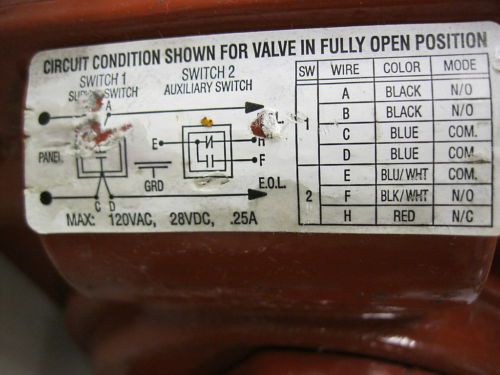 CIRCUIT CONDITION SHOWN FOR VALVE IN FULLY OPEN POSITION
SWITCH 1 SWITCH 2
SWITCH AUXILIARY SWITCH
A
E H
PANEL F
GRD
C D E.O.L.
MAX: 120VAC, 28VDC, .25A
SW WIRE COLOR MODE
1
A BLACK N/O
B BLACK N/O
C BLUE COM.
D BLUE COM.
2
E BLU/WHT COM.
F BLK/WHT N/O
H RED N/C